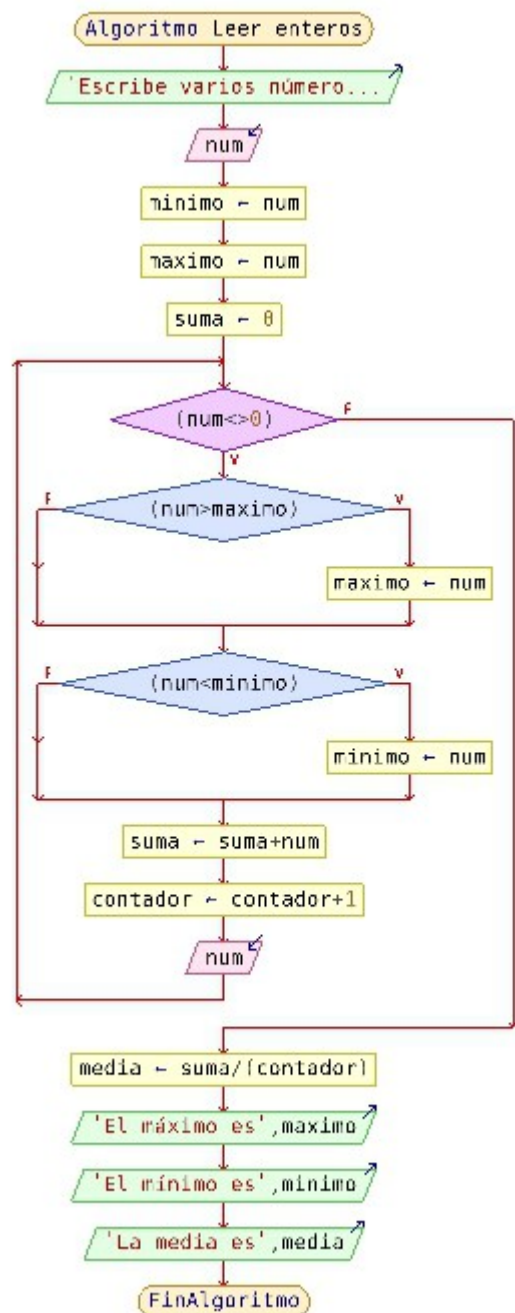 Algoritmo Leer enteros
'Escribe varios número...
num
minimo ← num
maximo ← num
suma ← 0
(num<>0)
F
V
(num>maximo)
F
V
maximo ← num
(num<minimo)
F
V
minimo ← num
suma ← suma+num
contador ← contador+1
num
media ← suma/(contador)
'El máximo es',maximo
'El mínimo es',minimo
'La media es',media
FinAlgoritmo